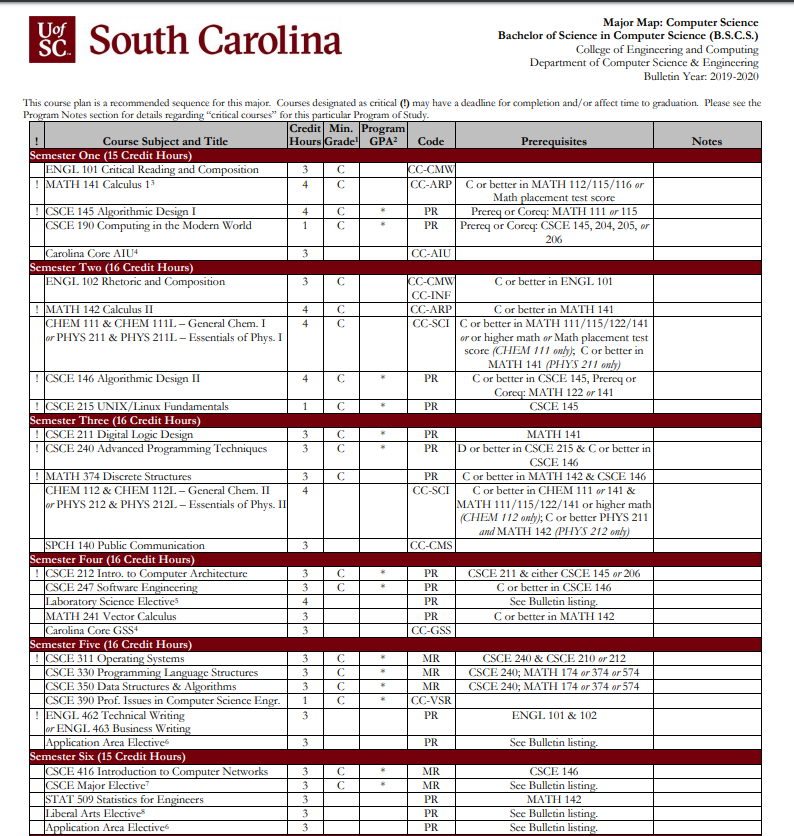 UofSC South Carolina
Major Map: Computer Science
Bachelor of Science in Computer Science (B.S.C.S.)
College of Engineering and Computing
Department of Computer Science & Engineering
Bulletin Year: 2019-2020
This course plan is a recommended sequence for this major. Courses designated as critical (!) may have a deadline for completion and/or affect time to graduation. Please see the
Program Notes section for details regarding “critical courses” for this particular Program of Study.
! Course Subject and Title Credit Hours Min. Grade¹ Program GPA² Code Prerequisites Notes
Semester One (15 Credit Hours)
ENGL 101 Critical Reading and Composition 3 C CC-CMW
! MATH 141 Calculus 1³ 4 C CC-ARP C or better in MATH 112/115/116 or
Math placement test score
! CSCE 145 Algorithmic Design I 4 C * PR Prereq or Coreq: MATH 111 or 115
CSCE 190 Computing in the Modern World 1 C * PR Prereq or Coreq: CSCE 145, 204, 205, or
206
Carolina Core AIU⁴ 3 CC-AIU
Semester Two (16 Credit Hours)
ENGL 102 Rhetoric and Composition 3 C CC-CMW C or better in ENGL 101
CC-INF
! MATH 142 Calculus II 4 C CC-ARP C or better in MATH 141
CHEM 111 & CHEM 111L – General Chem. I 4 C CC-SCI C or better in MATH 111/115/122/141
or PHYS 211 & PHYS 211L – Essentials of Phys. I or or higher math or Math placement test
score (CHEM 111 only); C or better in
MATH 141 (PHYS 211 only)
! CSCE 146 Algorithmic Design II 4 C * PR C or better in CSCE 145, Prereq or
Coreq: MATH 122 or 141
! CSCE 215 UNIX/Linux Fundamentals 1 C * PR CSCE 145
Semester Three (16 Credit Hours)
! CSCE 211 Digital Logic Design 3 C * PR MATH 141
CSCE 240 Advanced Programming Techniques 3 C * PR D or better in CSCE 215 & C or better in
CSCE 146
! MATH 374 Discrete Structures 3 C PR C or better in MATH 142 & CSCE 146
CHEM 112 & CHEM 112L – General Chem. II 4 CC-SCI C or better in CHEM 111 or 141 &
or PHYS 212 & PHYS 212L – Essentials of Phys. II MATH 111/115/122/141 or higher math
(CHEM 112 only); C or better PHYS 211
and MATH 142 (PHYS 212 only)
SPCH 140 Public Communication 3 CC-CMS
Semester Four (16 Credit Hours)
! CSCE 212 Intro. to Computer Architecture 3 C * PR CSCE 211 & either CSCE 145 or 206
CSCE 247 Software Engineering 3 C * PR C or better in CSCE 146
Laboratory Science Elective⁵ 4 PR See Bulletin listing.
MATH 241 Vector Calculus 3 PR C or better in MATH 142
Carolina Core GSS⁴ 3 CC-GSS
Semester Five (16 Credit Hours)
! CSCE 311 Operating Systems 3 C * MR CSCE 240 & CSCE 210 or 212
CSCE 330 Programming Language Structures 3 C * MR CSCE 240; MATH 174 or 374 or 574
CSCE 350 Data Structures & Algorithms 3 C * MR CSCE 240; MATH 174 or 374 or 574
CSCE 390 Prof. Issues in Computer Science Engr. 1 C * CC-VSR
! ENGL 462 Technical Writing 3 PR ENGL 101 & 102
or ENGL 463 Business Writing
Application Area Elective⁶ 3 PR See Bulletin listing.
Semester Six (15 Credit Hours)
CSCE 416 Introduction to Computer Networks 3 C * MR CSCE 146
CSCE Major Elective⁷ 3 C * MR See Bulletin listing.
STAT 509 Statistics for Engineers 3 PR MATH 142
Liberal Arts Elective⁸ 3 PR See Bulletin listing.
Application Area Elective⁶ 3 PR See Bulletin listing.